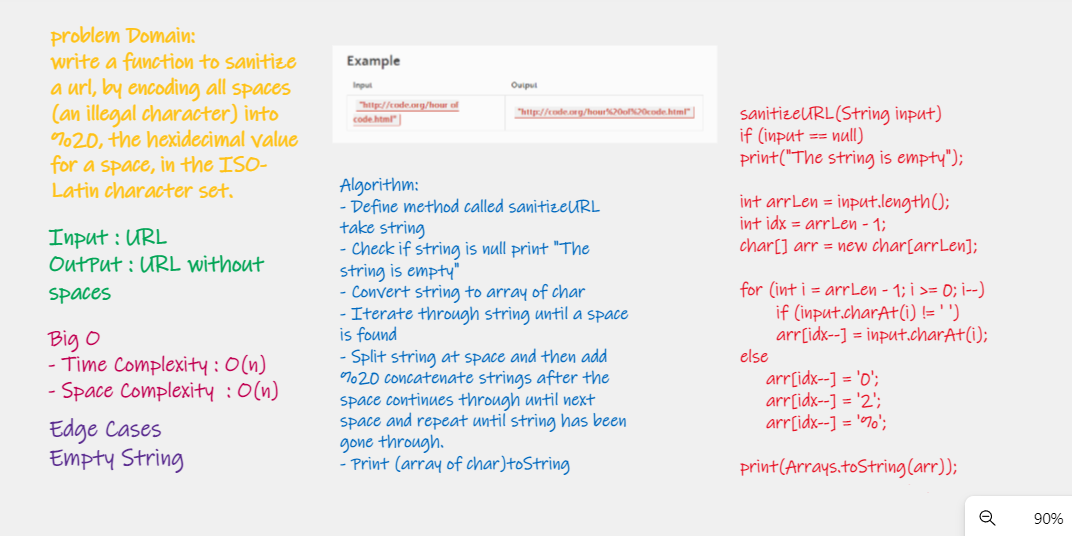 problem Domain:
write a function to sanitize
a url, by encoding all spaces
(an illegal character) into
%20, the hexidecimal value
for a space, in the ISO-
Latin character set.
Input : URL
OutPut : URL without
spaces
Big O
- Time Complexity : O(n)
- Space Complexity : O(n)
Edge Cases
Empty String
Example
Input
Output
"http://code.org/hour of
code.html"
"http://code.org/hour%20of%20code.html"
Algorithm:
- Define method called sanitizeURL
take string
- Check if string is null print "The
string is empty"
- Convert string to array of char
- Iterate through string until a space
is found
- Split string at space and then add
%20 concatenate strings after the
space continues through until next
space and repeat until string has been
gone through.
- Print (array of char)toString
sanitizeURL(String input)
if (input == null)
print("The string is empty");
int arrLen = input.length();
int idx = arrLen - 1;
char[] arr = new char[arrLen];
for (int i = arrLen - 1; i >= 0; i--)
if (input.charAt(i) != ' ')
arr[idx--] = input.charAt(i);
else
arr[idx--] = '0';
arr[idx--] = '2';
arr[idx--] = '%';
print(Arrays.toString(arr));
90%